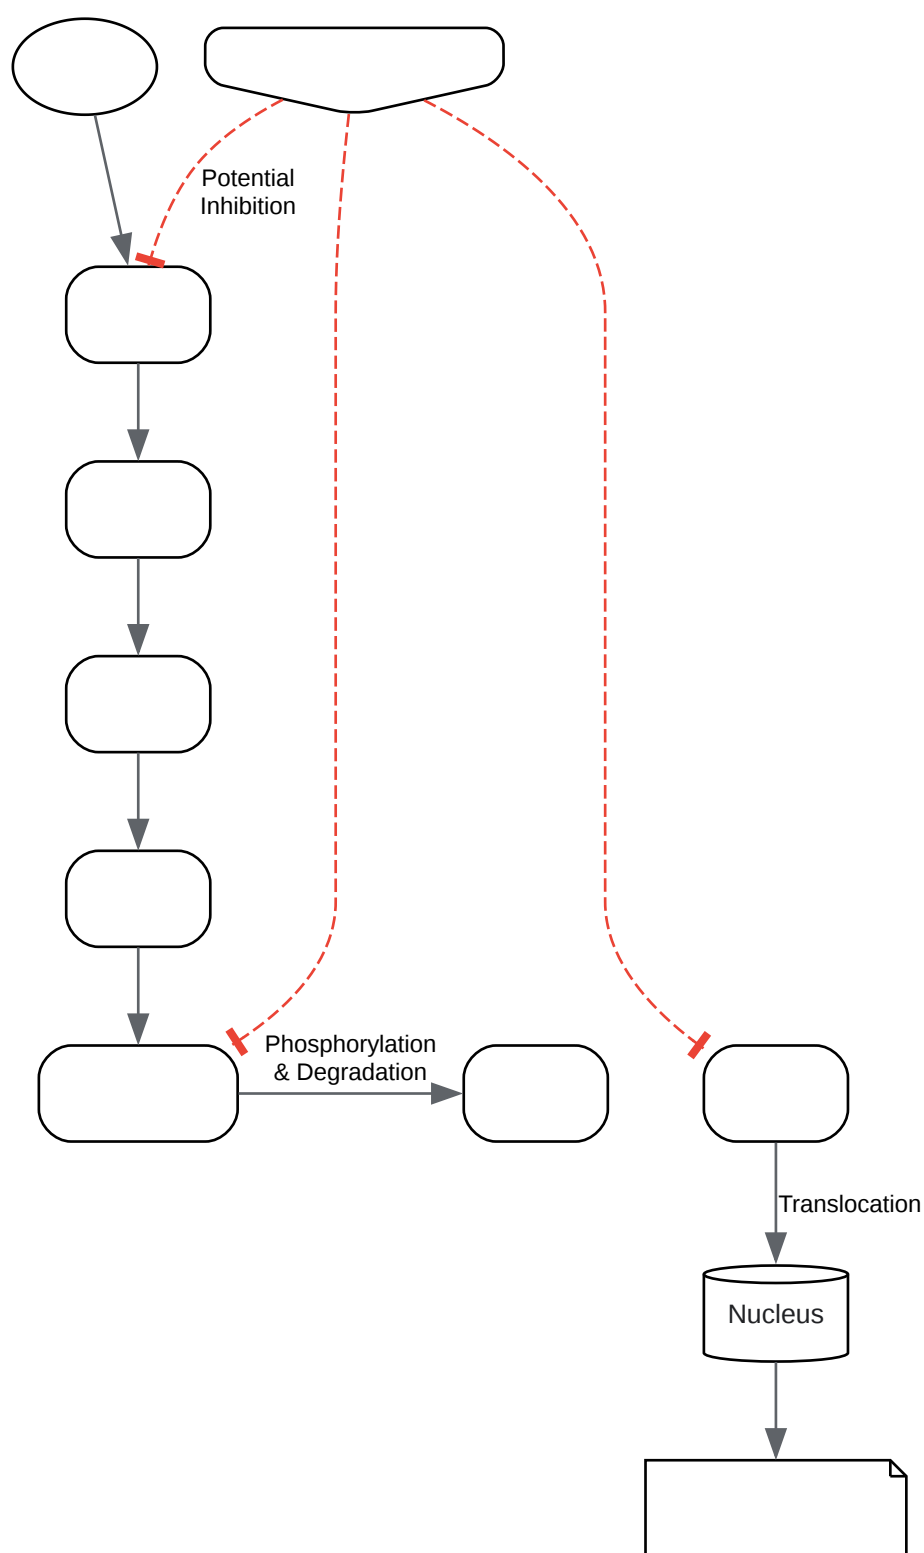 Potential
Inhibition
Phosphorylation
& Degradation
Translocation
Nucleus